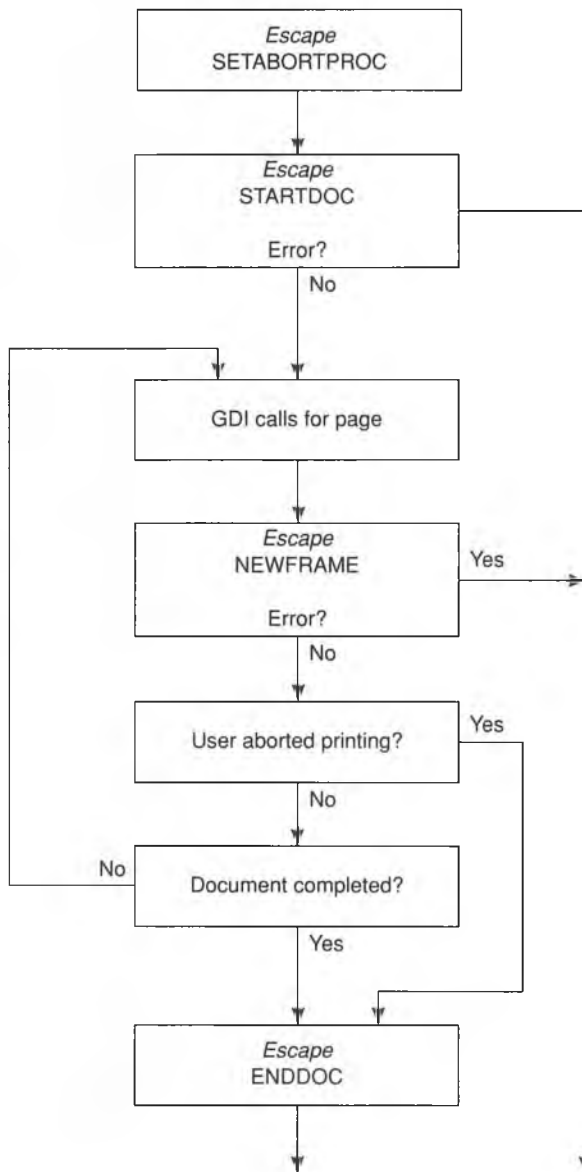 Escape
SETABORTPROC
Escape
STARTDOC
Error?
No
GDI calls for page
Escape
NEWFRAME
Yes
Error?
No
User aborted printing?
Yes
No
No
Document completed?
Yes
Escape
ENDDOC